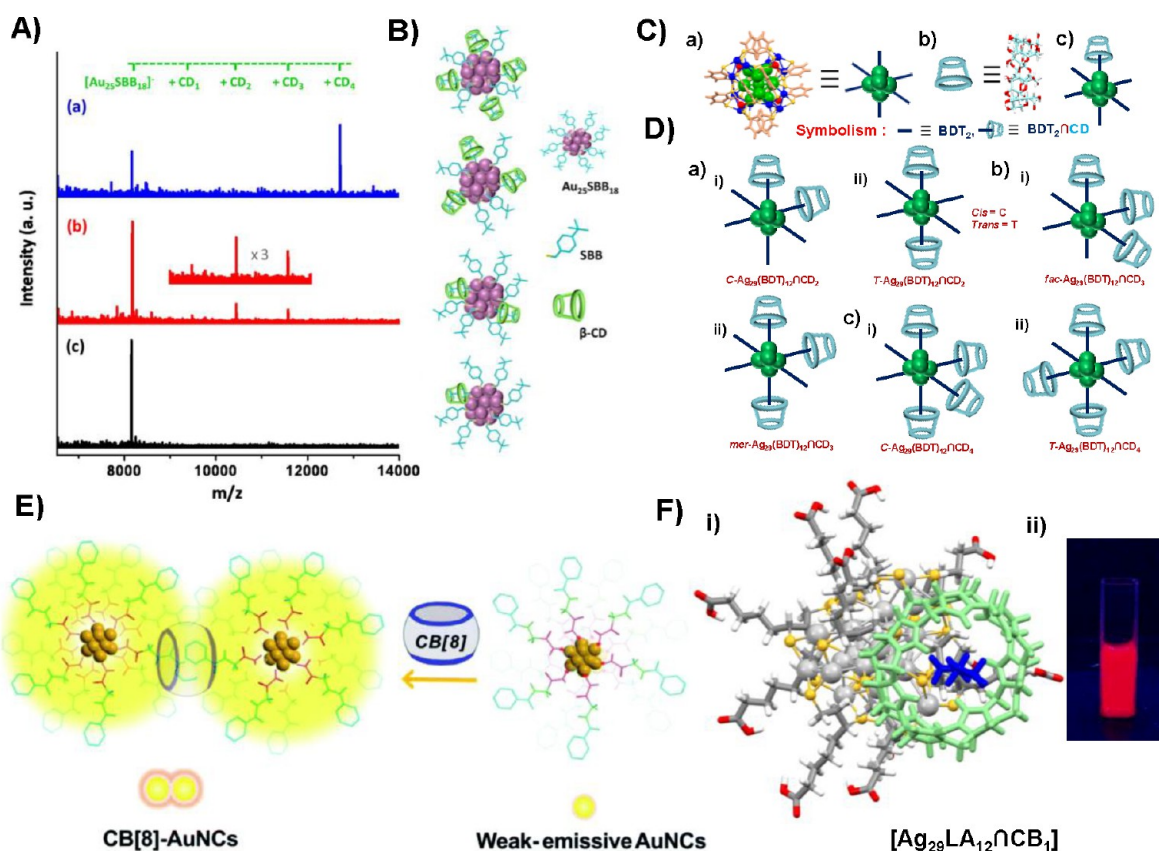 A)
[Au₂₅SBB₁₈]⁻ + CD₁ + CD₂ + CD₃ + CD₄
(a)
(b)
x 3
(c)
Intensity (a. u.)
8000 10000 12000 14000
m/z
B)
Au₂₅SBB₁₈
SBB
β-CD
C)
a) ≡ b) ≡ c)
Symbolism : ≡ BDT₂, ≡ BDT₂∩CD
D)
a) i) ii) b) i)
Cis = C
Trans = T
C-Ag₂₉(BDT)₁₂∩CD₂ T-Ag₂₉(BDT)₁₂∩CD₂ fac-Ag₂₉(BDT)₁₂∩CD₃
ii) c) i) ii)
mer-Ag₂₉(BDT)₁₂∩CD₃ C-Ag₂₉(BDT)₁₂∩CD₄ T-Ag₂₉(BDT)₁₂∩CD₄
E)
CB[8]
CB[8]-AuNCs Weak-emissive AuNCs
F)
i) ii)
[Ag₂₉LA₁₂∩CB₁]